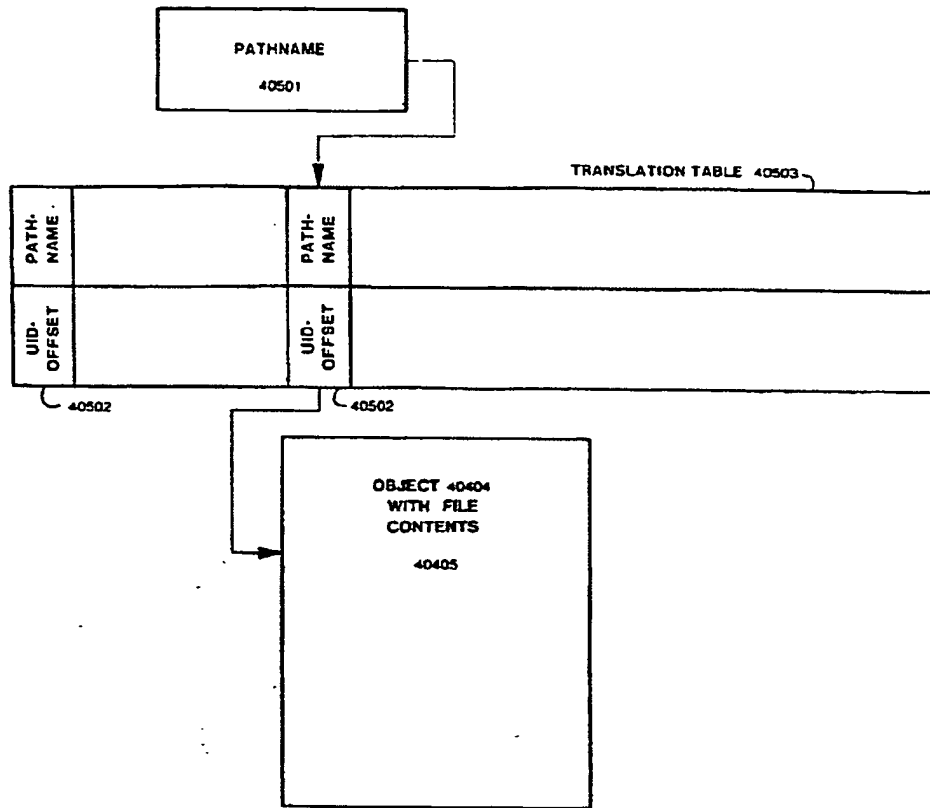 PATHNAME
40501
TRANSLATION TABLE 40503
PATH-
NAME
PATH-
NAME
UID-
OFFSET
UID-
OFFSET
40502
40502
OBJECT 40404
WITH FILE
CONTENTS
40405